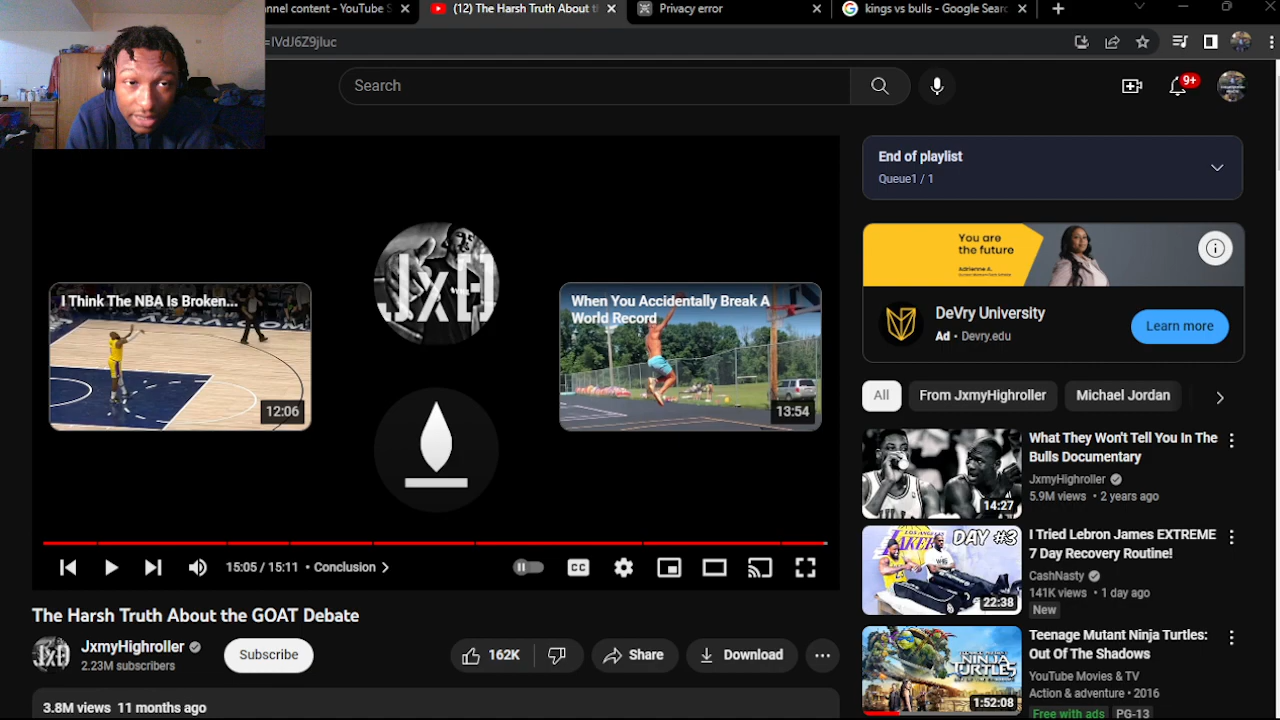 nnel content - YouTube S
(12) The Harsh Truth About t
Privacy error
kings vs bulls - Google Sear
=IVdJ6Z9jIuc
Search
9+
End of playlist
Queue1 / 1
You are
the future
Adrienne A.
DeVry University
Ad • Devry.edu
Learn more
JxH
I Think The NBA Is Broken...
12:06
When You Accidentally Break A
World Record
13:54
All
From JxmyHighroller
Michael Jordan
What They Won't Tell You In The
Bulls Documentary
JxmyHighroller
5.9M views • 2 years ago
14:27
DAY #3
I Tried Lebron James EXTREME
7 Day Recovery Routine!
CashNasty
141K views • 1 day ago
New
22:38
Teenage Mutant Ninja Turtles:
Out Of The Shadows
YouTube Movies & TV
Action & adventure • 2016
Free with ads PG-13
NINJA
TURTLES
1:52:08
15:05 / 15:11 • Conclusion
CC
The Harsh Truth About the GOAT Debate
JxmyHighroller
2.23M subscribers
Subscribe
162K
Share
Download
3.8M views 11 months ago